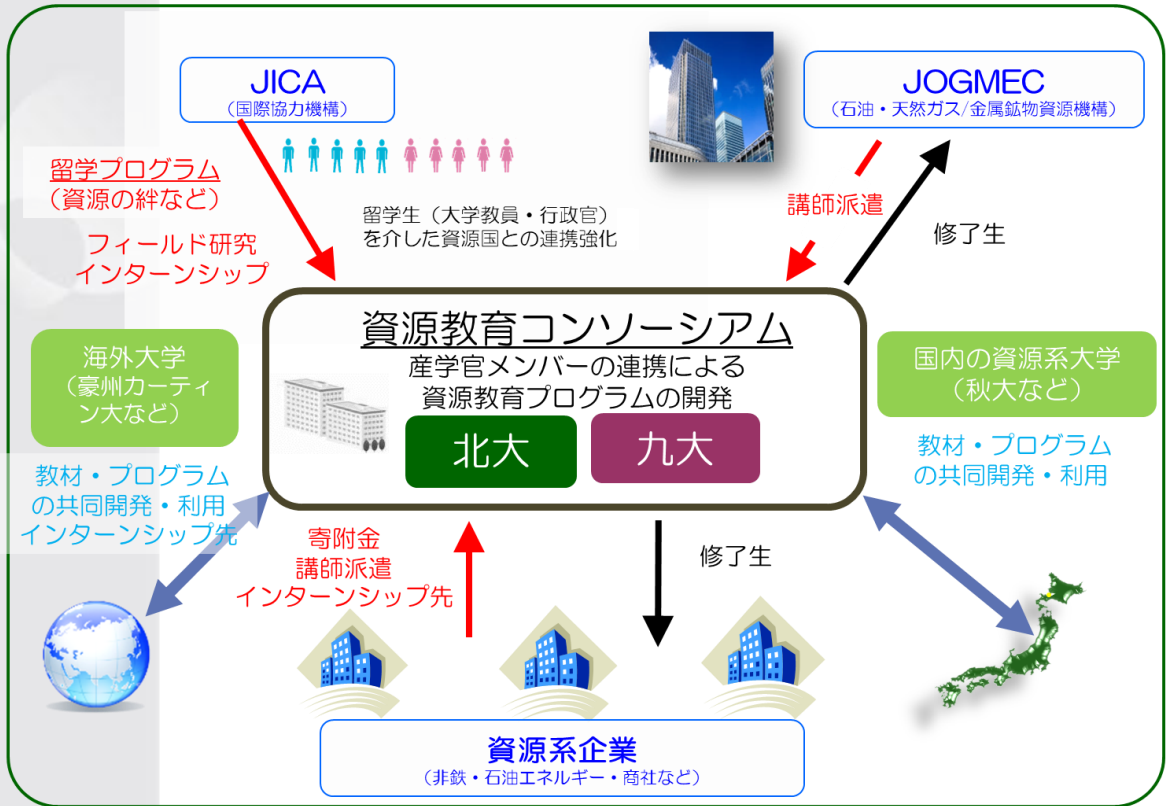 JICA
（国際協力機構）
JOGMEC
（石油・天然ガス/金属鉱物資源機構）
留学プログラム
（資源の絆など）
フィールド研究
インターンシップ
留学生（大学教員・行政官）
を介した資源国との連携強化
講師派遣
修了生
資源教育コンソーシアム
産学官メンバーの連携による
資源教育プログラムの開発
北大
九大
海外大学
（豪州カーティ
ン大など）
教材・プログラム
の共同開発・利用
インターンシップ先
国内の資源系大学
（秋大など）
教材・プログラム
の共同開発・利用
寄附金
講師派遣
インターンシップ先
修了生
資源系企業
（非鉄・石油エネルギー・商社など）